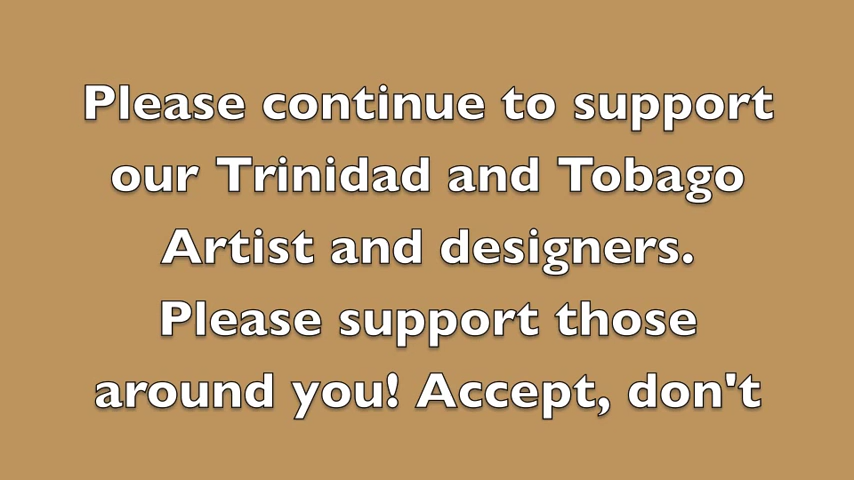 Please continue to support
our Trinidad and Tobago
Artist and designers.
Please support those
around you! Accept, don't